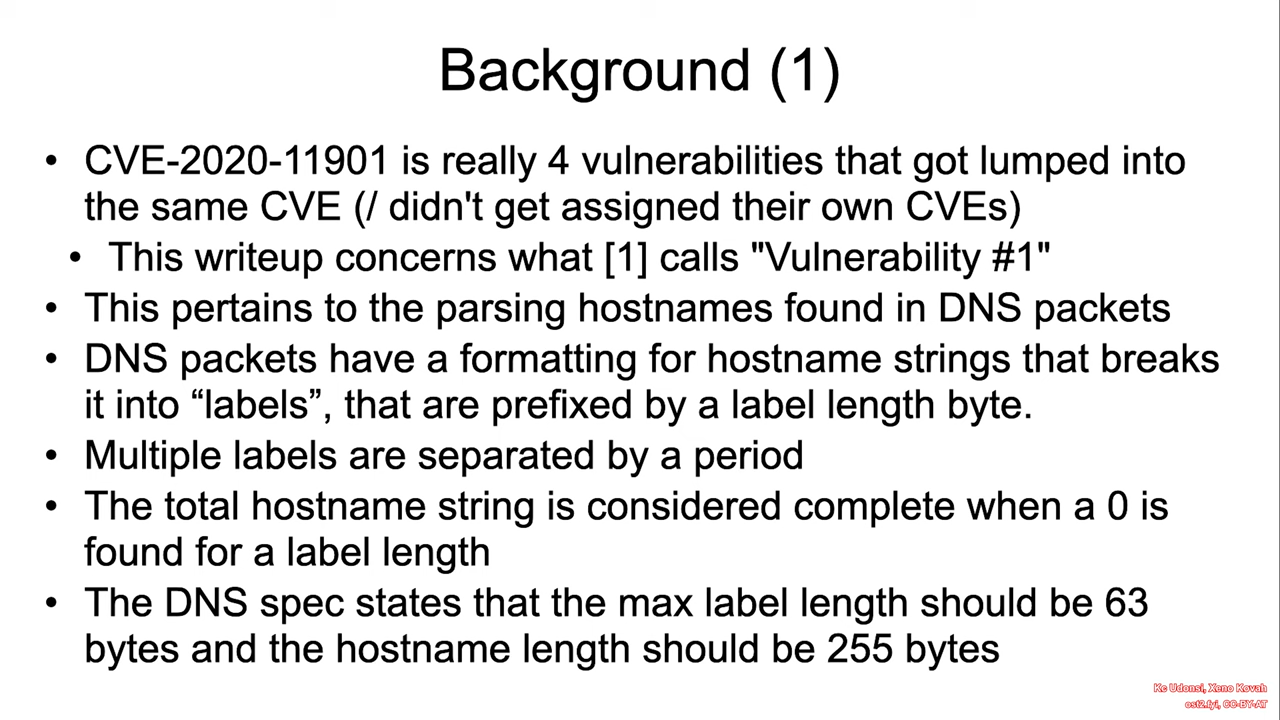 Background (1)
• CVE-2020-11901 is really 4 vulnerabilities that got lumped into
the same CVE (/ didn't get assigned their own CVEs)
• This writeup concerns what [1] calls "Vulnerability #1"
• This pertains to the parsing hostnames found in DNS packets
• DNS packets have a formatting for hostname strings that breaks
it into “labels”, that are prefixed by a label length byte.
• Multiple labels are separated by a period
• The total hostname string is considered complete when a 0 is
found for a label length
• The DNS spec states that the max label length should be 63
bytes and the hostname length should be 255 bytes
Kc Udonsi, Xeno Kovah
ost2.fyi, CC-BY-AT